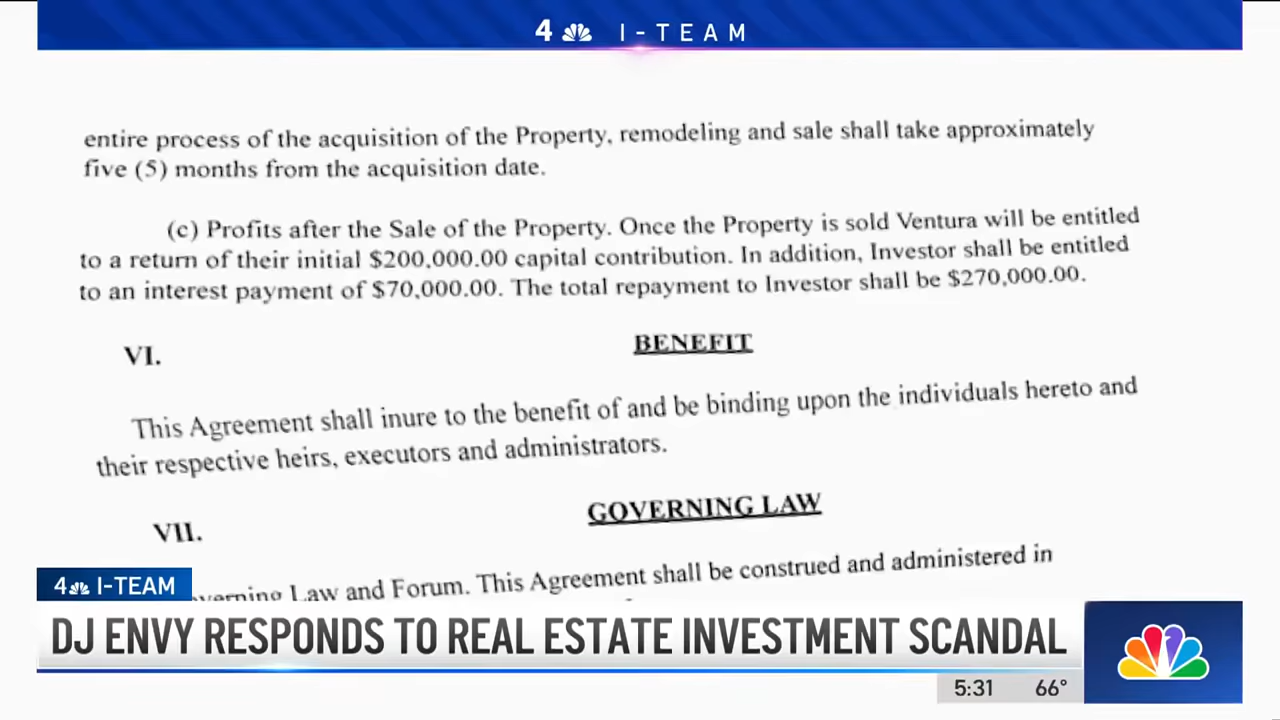 4 I-TEAM
entire process of the acquisition of the Property, remodeling and sale shall take approximately
five (5) months from the acquisition date.
(c) Profits after the Sale of the Property. Once the Property is sold Ventura will be entitled
to a return of their initial $200,000.00 capital contribution. In addition, Investor shall be entitled
to an interest payment of $70,000.00. The total repayment to Investor shall be $270,000.00.
VI. BENEFIT
This Agreement shall inure to the benefit of and be binding upon the individuals hereto and
their respective heirs, executors and administrators.
VII. GOVERNING LAW
Law and Forum. This Agreement shall be construed and administered in
4 I-TEAM
DJ ENVY RESPONDS TO REAL ESTATE INVESTMENT SCANDAL
5:31 66°